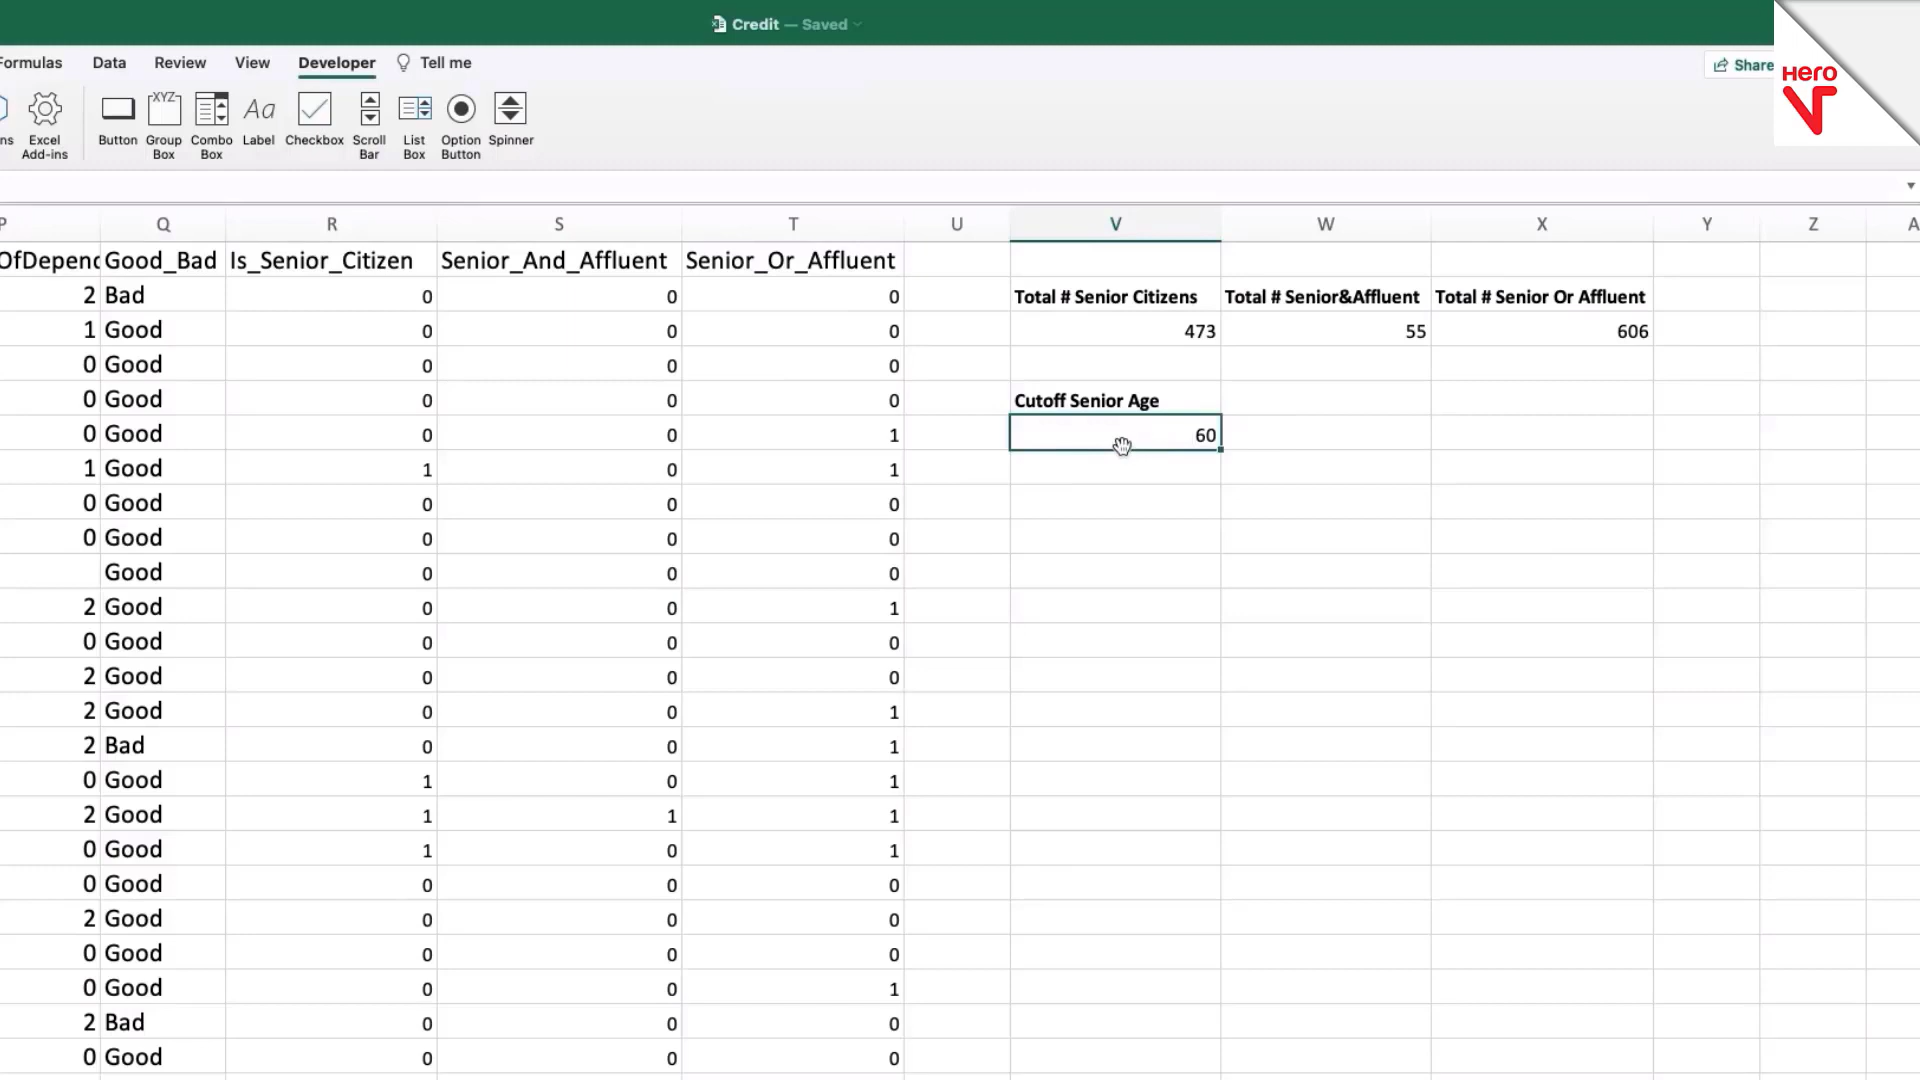 Credit — Saved
Formulas Data Review View Developer Tell me Share
Hero
XYZ Aa
ns Excel Add-ins Button Group Box Combo Box Label Checkbox Scroll Bar List Box Option Button Spinner
P Q R S T U V W X Y Z A
OfDepend Good_Bad Is_Senior_Citizen Senior_And_Affluent Senior_Or_Affluent
2 Bad 0 0 0 Total # Senior Citizens Total # Senior&Affluent Total # Senior Or Affluent
1 Good 0 0 0 473 55 606
0 Good 0 0 0
0 Good 0 0 0 Cutoff Senior Age
0 Good 0 0 1 60
1 Good 1 0 1
0 Good 0 0 0
0 Good 0 0 0
Good 0 0 0
2 Good 0 0 1
0 Good 0 0 0
2 Good 0 0 0
2 Good 0 0 1
2 Bad 0 0 1
0 Good 1 0 1
2 Good 1 1 1
0 Good 1 0 1
0 Good 0 0 0
2 Good 0 0 0
0 Good 0 0 0
0 Good 0 0 1
2 Bad 0 0 0
0 Good 0 0 0